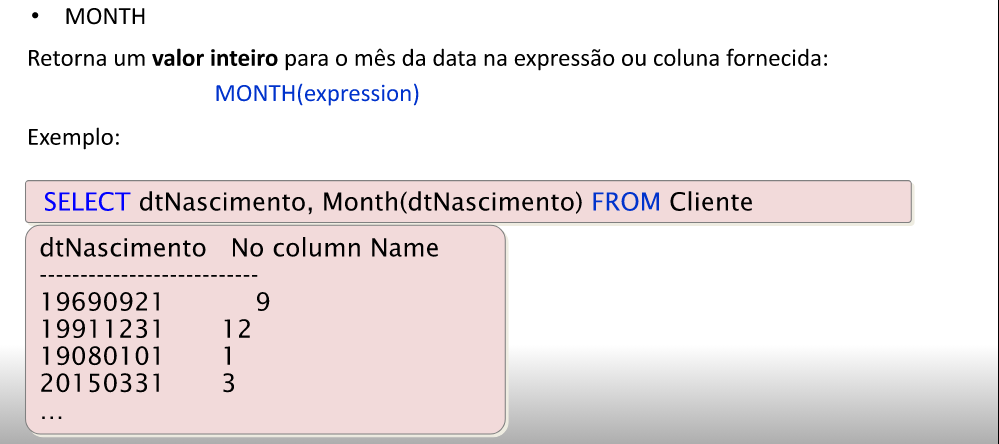 • MONTH
Retorna um valor inteiro para o mês da data na expressão ou coluna fornecida:
MONTH(expression)
Exemplo:
SELECT dtNascimento, Month(dtNascimento) FROM Cliente
dtNascimento No column Name
---------------------------
19690921 9
19911231 12
19080101 1
20150331 3
...